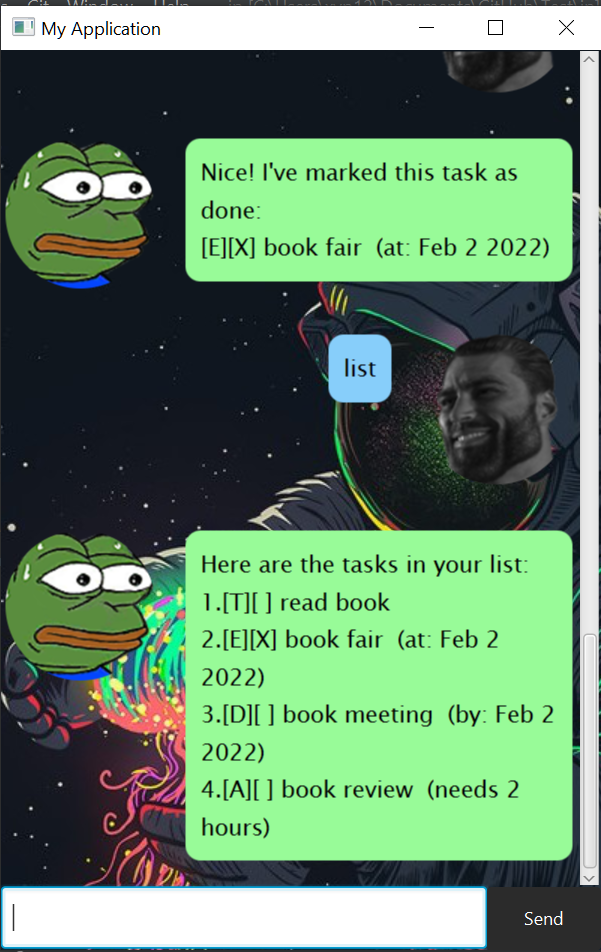 My Application
Nice! I've marked this task as
done:
[E][X] book fair  (at: Feb 2 2022)
list
Here are the tasks in your list:
1.[T][ ] read book
2.[E][X] book fair  (at: Feb 2
2022)
3.[D][ ] book meeting  (by: Feb 2
2022)
4.[A][ ] book review  (needs 2
hours)
Send